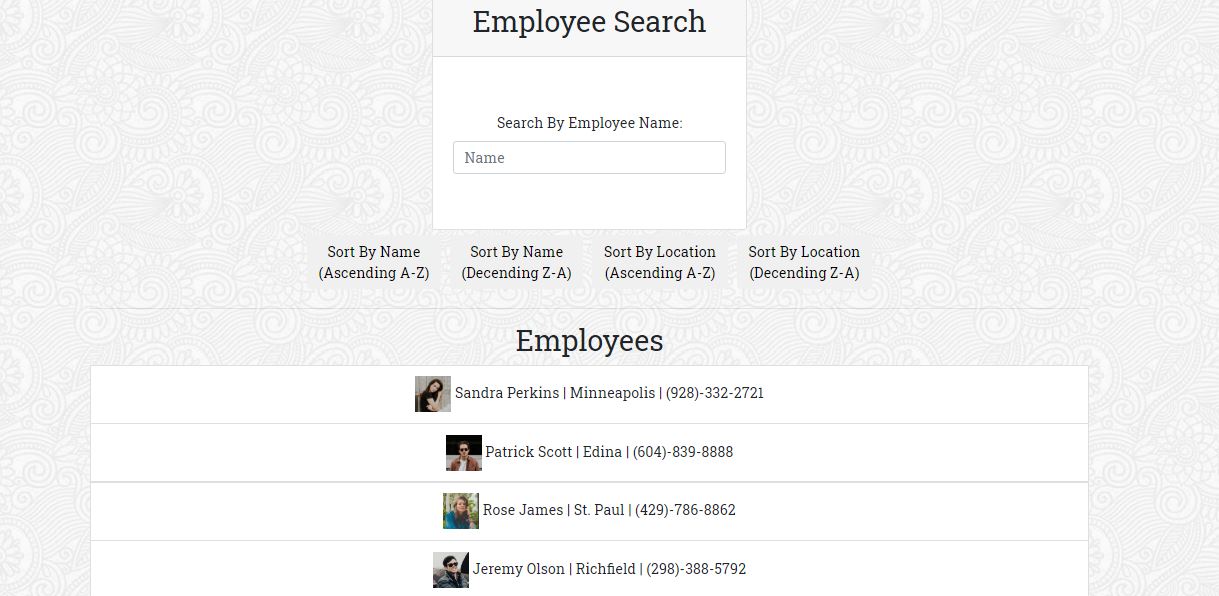 Employee Search
Search By Employee Name:
Name
Sort By Name
(Ascending A-Z)
Sort By Name
(Decending Z-A)
Sort By Location
(Ascending A-Z)
Sort By Location
(Decending Z-A)
Employees
Sandra Perkins | Minneapolis | (928)-332-2721
Patrick Scott | Edina | (604)-839-8888
Rose James | St. Paul | (429)-786-8862
Jeremy Olson | Richfield | (298)-388-5792